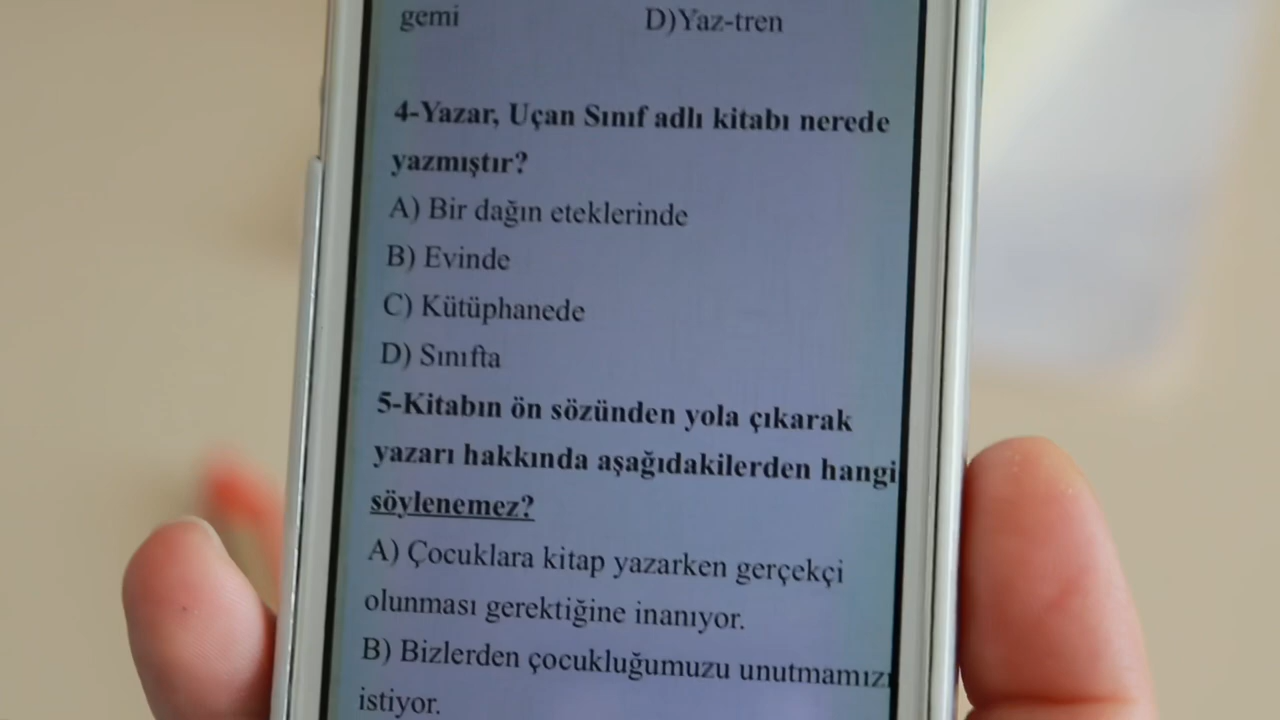 gemi D)Yaz-tren
4-Yazar, Uçan Sınıf adlı kitabı nerede
yazmıştır?
A) Bir dağın eteklerinde
B) Evinde
C) Kütüphanede
D) Sınıfta
5-Kitabın ön sözünden yola çıkarak
yazarı hakkında aşağıdakilerden hangi
söylenemez?
A) Çocuklara kitap yazarken gerçekçi
olunması gerektiğine inanıyor.
B) Bizlerden çocukluğumuzu unutmamızı
istiyor.